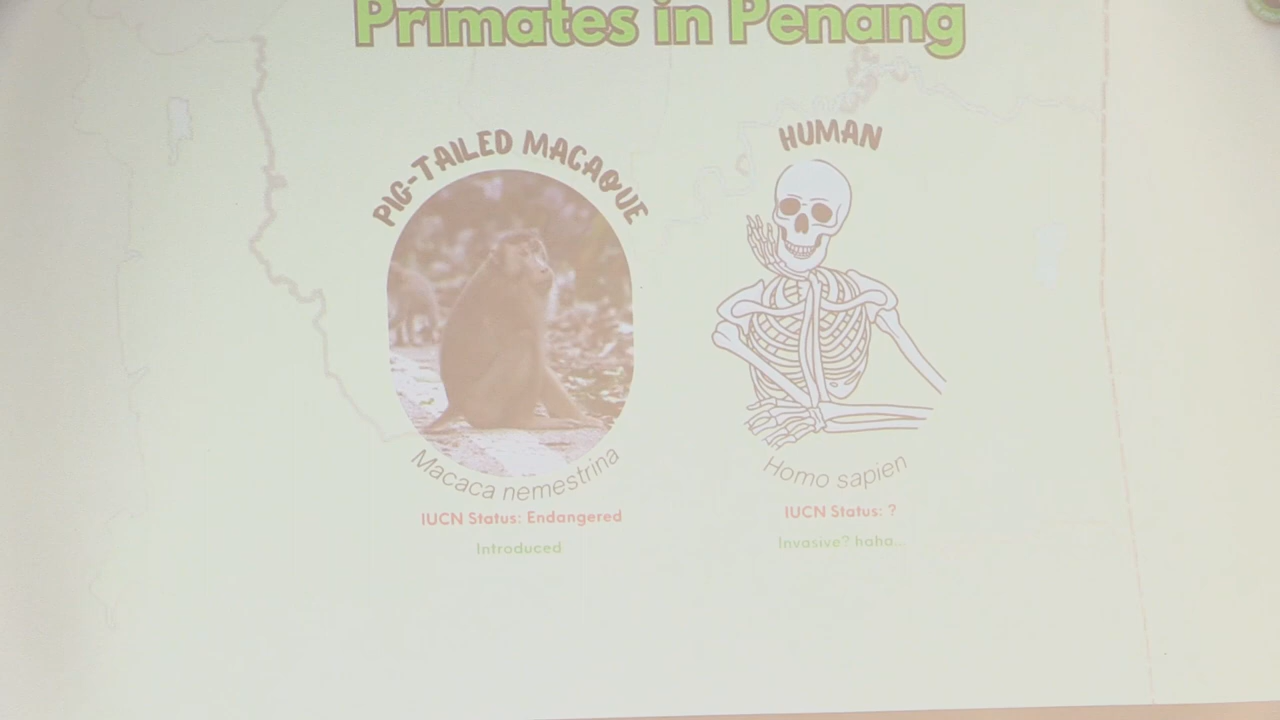 Primates in Penang
PIG-TAILED MACAQUE
Macaca nemestrina
IUCN Status: Endangered
Introduced
HUMAN
Homo sapien
IUCN Status: ?
Invasive? haha..